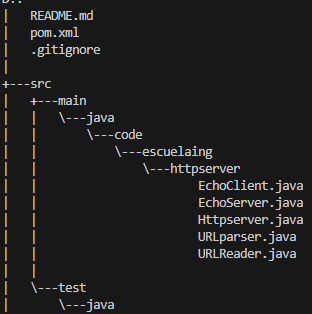 D:.
|   README.md
|   pom.xml
|   .gitignore
|
+---src
|   +---main
|   |   \---java
|   |       \---code
|   |           \---escuelaing
|   |               \---httpserver
|   |                       EchoClient.java
|   |                       EchoServer.java
|   |                       Httpserver.java
|   |                       URLparser.java
|   |                       URLReader.java
|   |
|   \---test
|       \---java